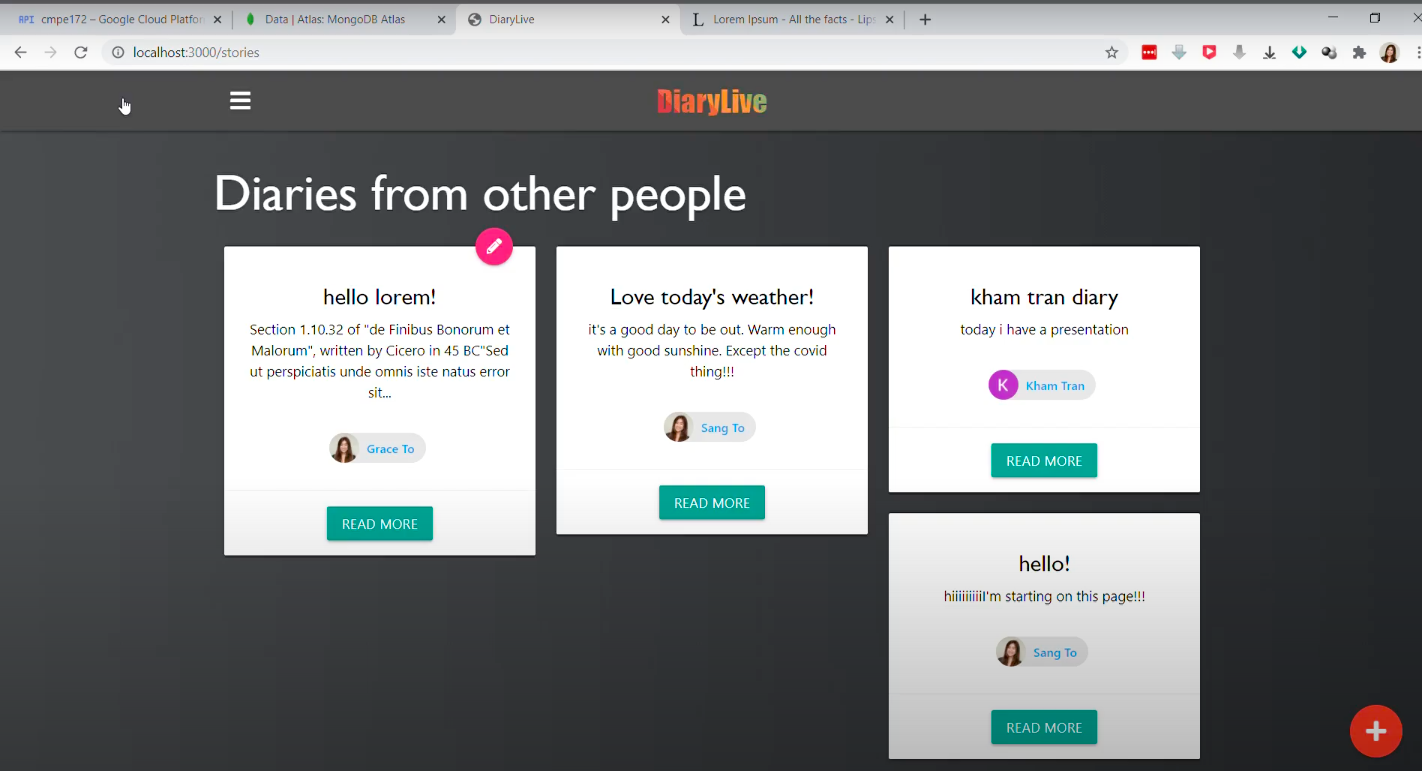 RPI cmpe172 – Google Cloud Platfon
Data | Atlas: MongoDB Atlas
DiaryLive
L Lorem Ipsum - All the facts - Lips
localhost:3000/stories
DiaryLive
Diaries from other people
hello lorem!
Section 1.10.32 of "de Finibus Bonorum et
Malorum", written by Cicero in 45 BC"Sed
ut perspiciatis unde omnis iste natus error
sit...
Grace To
READ MORE
Love today's weather!
it's a good day to be out. Warm enough
with good sunshine. Except the covid
thing!!!
Sang To
READ MORE
kham tran diary
today i have a presentation
K Kham Tran
READ MORE
hello!
hiiiiiiiiiI'm starting on this page!!!
Sang To
READ MORE